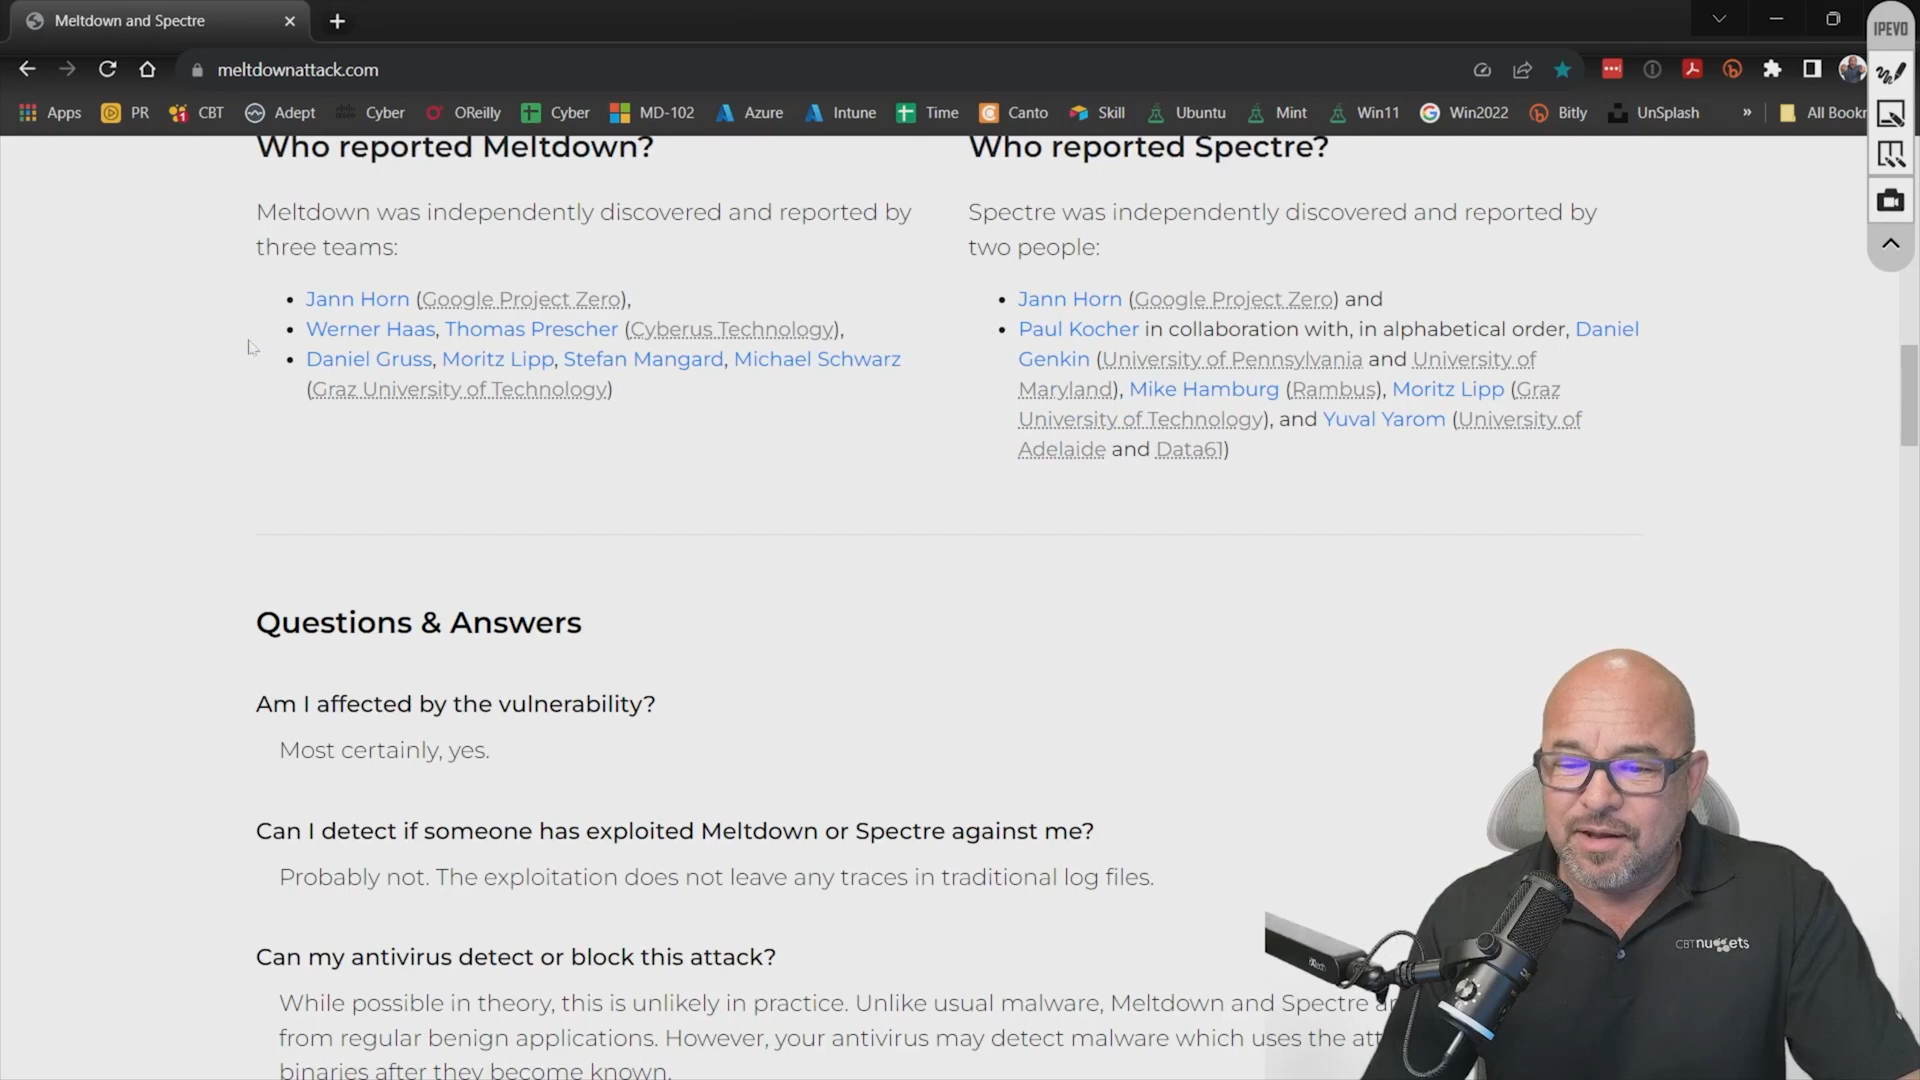 Meltdown and Spectre
IPEVO
meltdownattack.com
Apps PR CBT Adept Cyber OReilly Cyber MD-102 Azure Intune Time Canto Skill Ubuntu Mint Win11 Win2022 Bitly UnSplash » All Bookr
Who reported Meltdown?
Meltdown was independently discovered and reported by
three teams:
• Jann Horn (Google Project Zero),
• Werner Haas, Thomas Prescher (Cyberus Technology),
• Daniel Gruss, Moritz Lipp, Stefan Mangard, Michael Schwarz
(Graz University of Technology)
Who reported Spectre?
Spectre was independently discovered and reported by
two people:
• Jann Horn (Google Project Zero) and
• Paul Kocher in collaboration with, in alphabetical order, Daniel
Genkin (University of Pennsylvania and University of
Maryland), Mike Hamburg (Rambus), Moritz Lipp (Graz
University of Technology), and Yuval Yarom (University of
Adelaide and Data61)
Questions & Answers
Am I affected by the vulnerability?
Most certainly, yes.
Can I detect if someone has exploited Meltdown or Spectre against me?
Probably not. The exploitation does not leave any traces in traditional log files.
Can my antivirus detect or block this attack?
While possible in theory, this is unlikely in practice. Unlike usual malware, Meltdown and Spectre
from regular benign applications. However, your antivirus may detect malware which uses the
binaries after they become known.
CBTnuggets